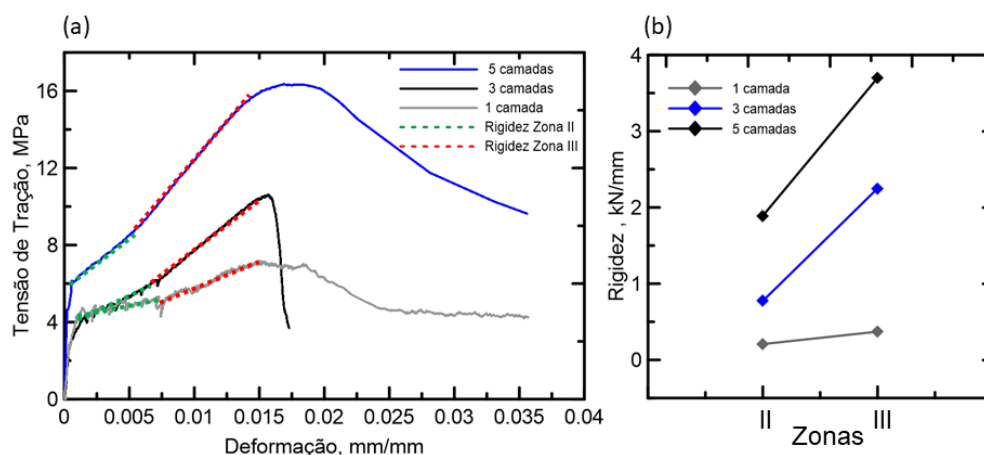 (a)
16
12
8
4
0
Tensão de Tração, MPa
5 camadas
3 camadas
1 camada
Rigidez Zona II
Rigidez Zona III
0
0.005
0.01
0.015
0.02
0.025
0.03
0.035
0.04
Deformação, mm/mm
(b)
4
3
2
1
0
Rigidez , kN/mm
1 camada
3 camadas
5 camadas
II
III
Zonas